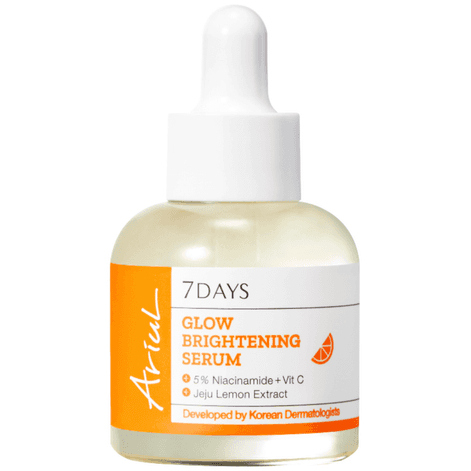 Ariul
7DAYS
GLOW
BRIGHTENING
SERUM
5% Niacinamide + Vit C
Jeju Lemon Extract
Developed by Korean Dermatologists